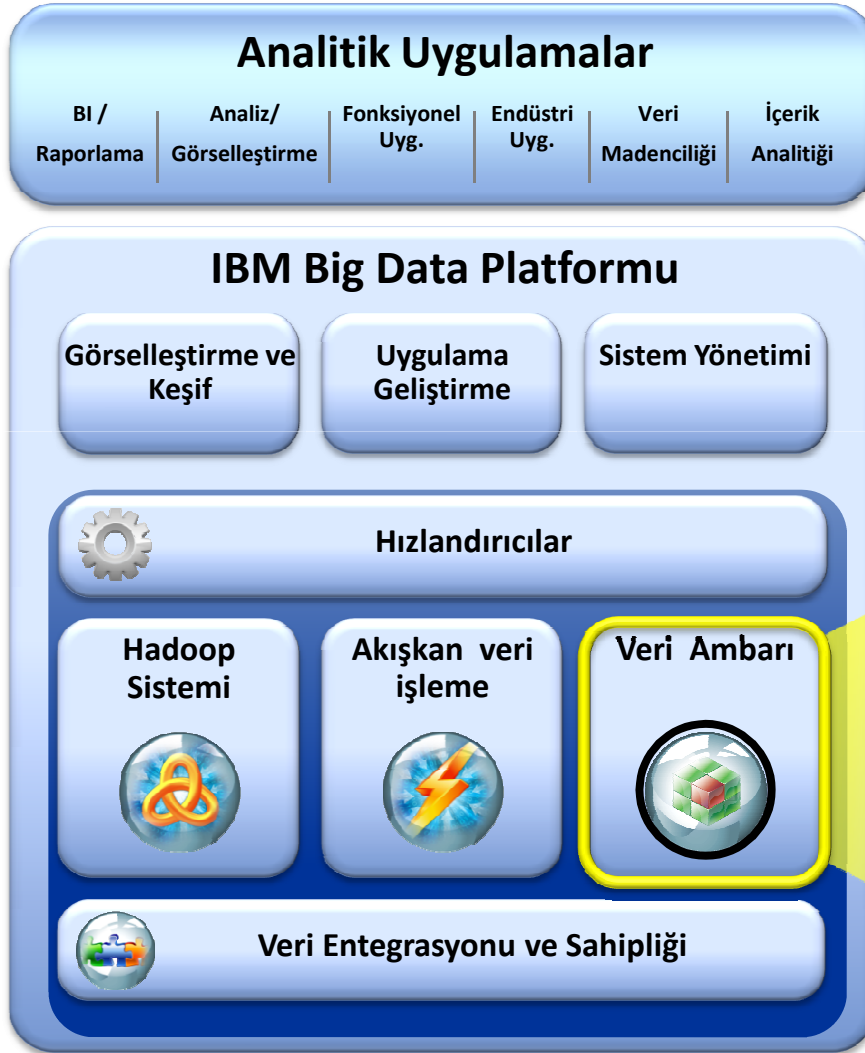 Analitik Uygulamalar
BI /
Raporlama
Analiz/
Görselleştirme
Fonksiyonel
Uyg.
Endüstri
Uyg.
Veri
Madenciliği
İçerik
Analitiği
IBM Big Data Platformu
Görselleştirme ve
Keşif
Uygulama
Geliştirme
Sistem Yönetimi
Hızlandırıcılar
Hadoop
Sistemi
Akışkan veri
işleme
Veri Ambarı
Veri Entegrasyonu ve Sahipliği